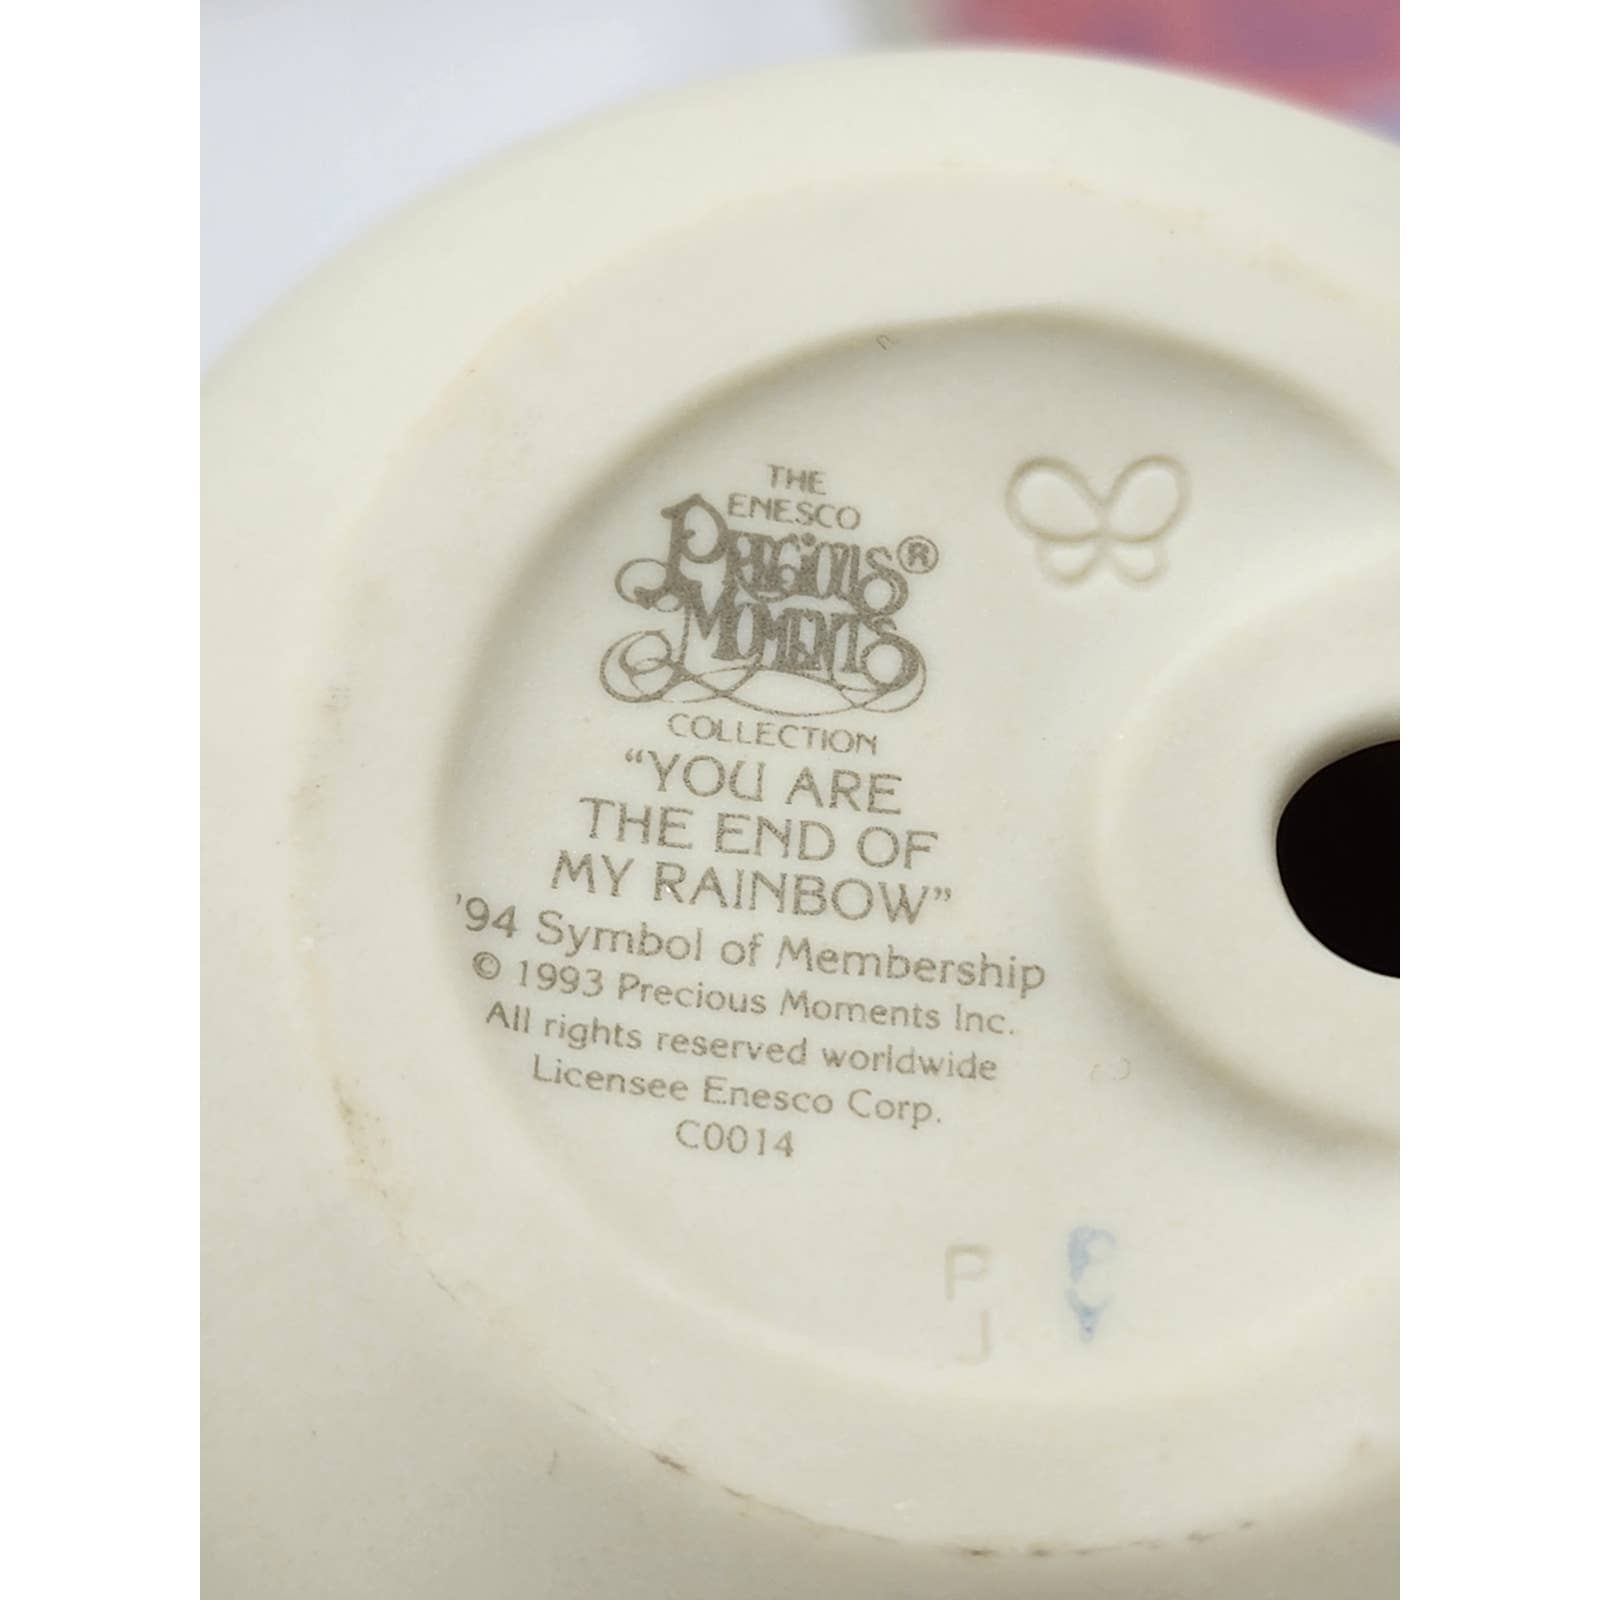 THE
ENESCO
PRECIOUS®
MOMENTS
COLLECTION
“YOU ARE
THE END OF
MY RAINBOW”
'94 Symbol of Membership
© 1993 Precious Moments Inc.
All rights reserved worldwide
Licensee Enesco Corp.
C0014
P
J